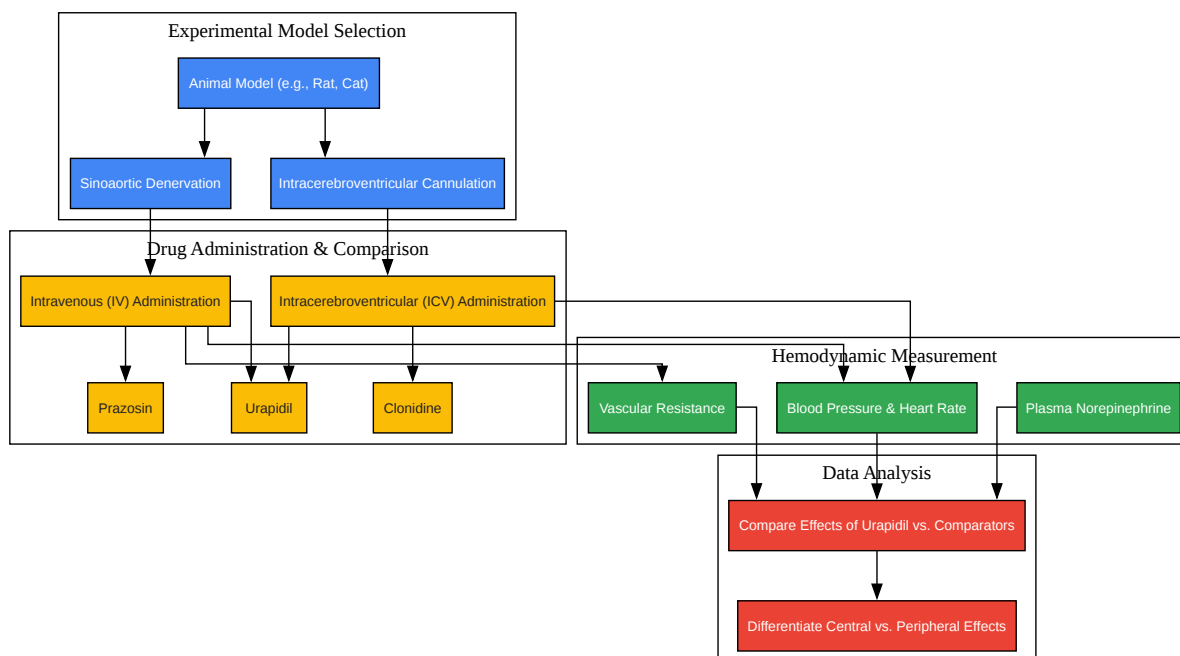 Experimental Model Selection
Animal Model (e.g., Rat, Cat)
Sinoaortic Denervation
Intracerebroventricular Cannulation
Drug Administration & Comparison
Intravenous (IV) Administration
Intracerebroventricular (ICV) Administration
Prazosin
Urapidil
Clonidine
Hemodynamic Measurement
Vascular Resistance
Blood Pressure & Heart Rate
Plasma Norepinephrine
Data Analysis
Compare Effects of Urapidil vs. Comparators
Differentiate Central vs. Peripheral Effects